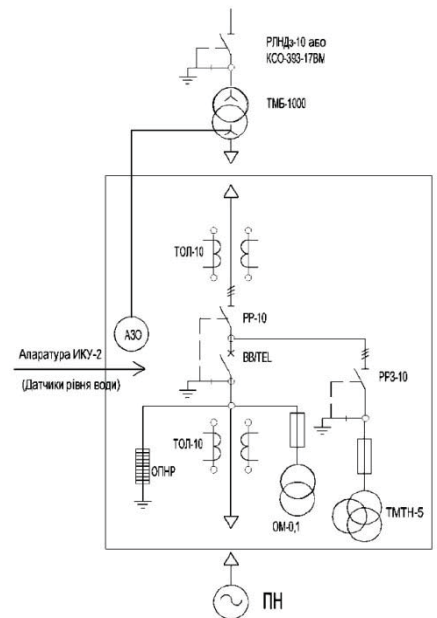 РЛНДз-10 або
КСО-393-17ВМ
ТМБ-1000
ТОЛ-10
АЗО
РР-10
Апаратура ИКУ-2
(Датчики рівня води)
ВВ/TEL
РРЗ-10
ТОЛ-10
ОПНР
ОМ-0,1
ТМТН-5
ПН